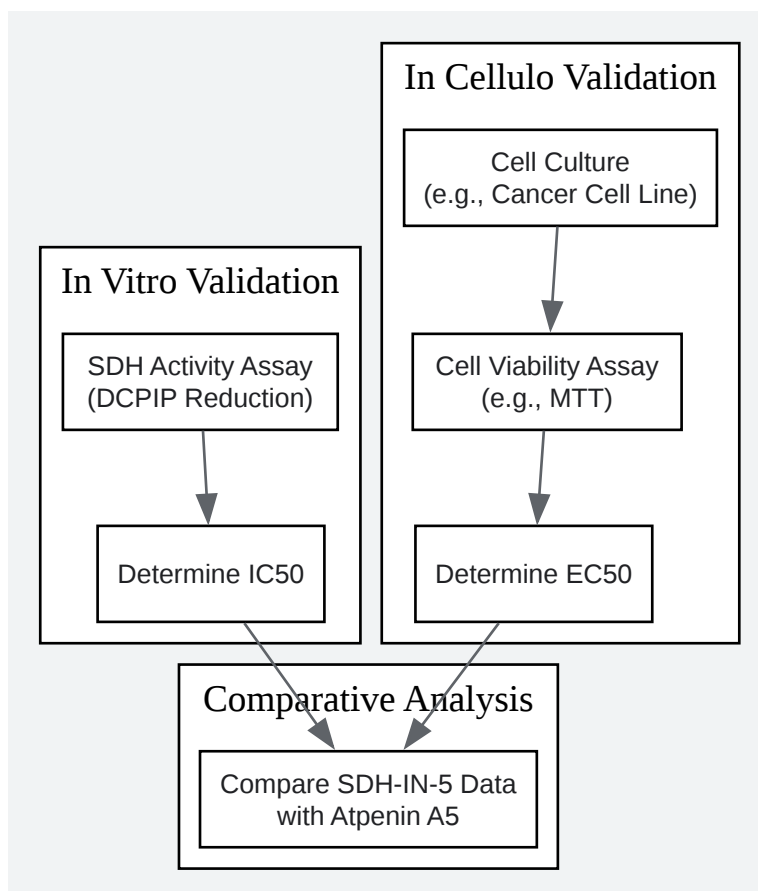 In Cellulo Validation
Cell Culture
(e.g., Cancer Cell Line)
In Vitro Validation
SDH Activity Assay
(DCPIP Reduction)
Cell Viability Assay
(e.g., MTT)
Determine IC50
Determine EC50
Comparative Analysis
Compare SDH-IN-5 Data
with Atpenin A5